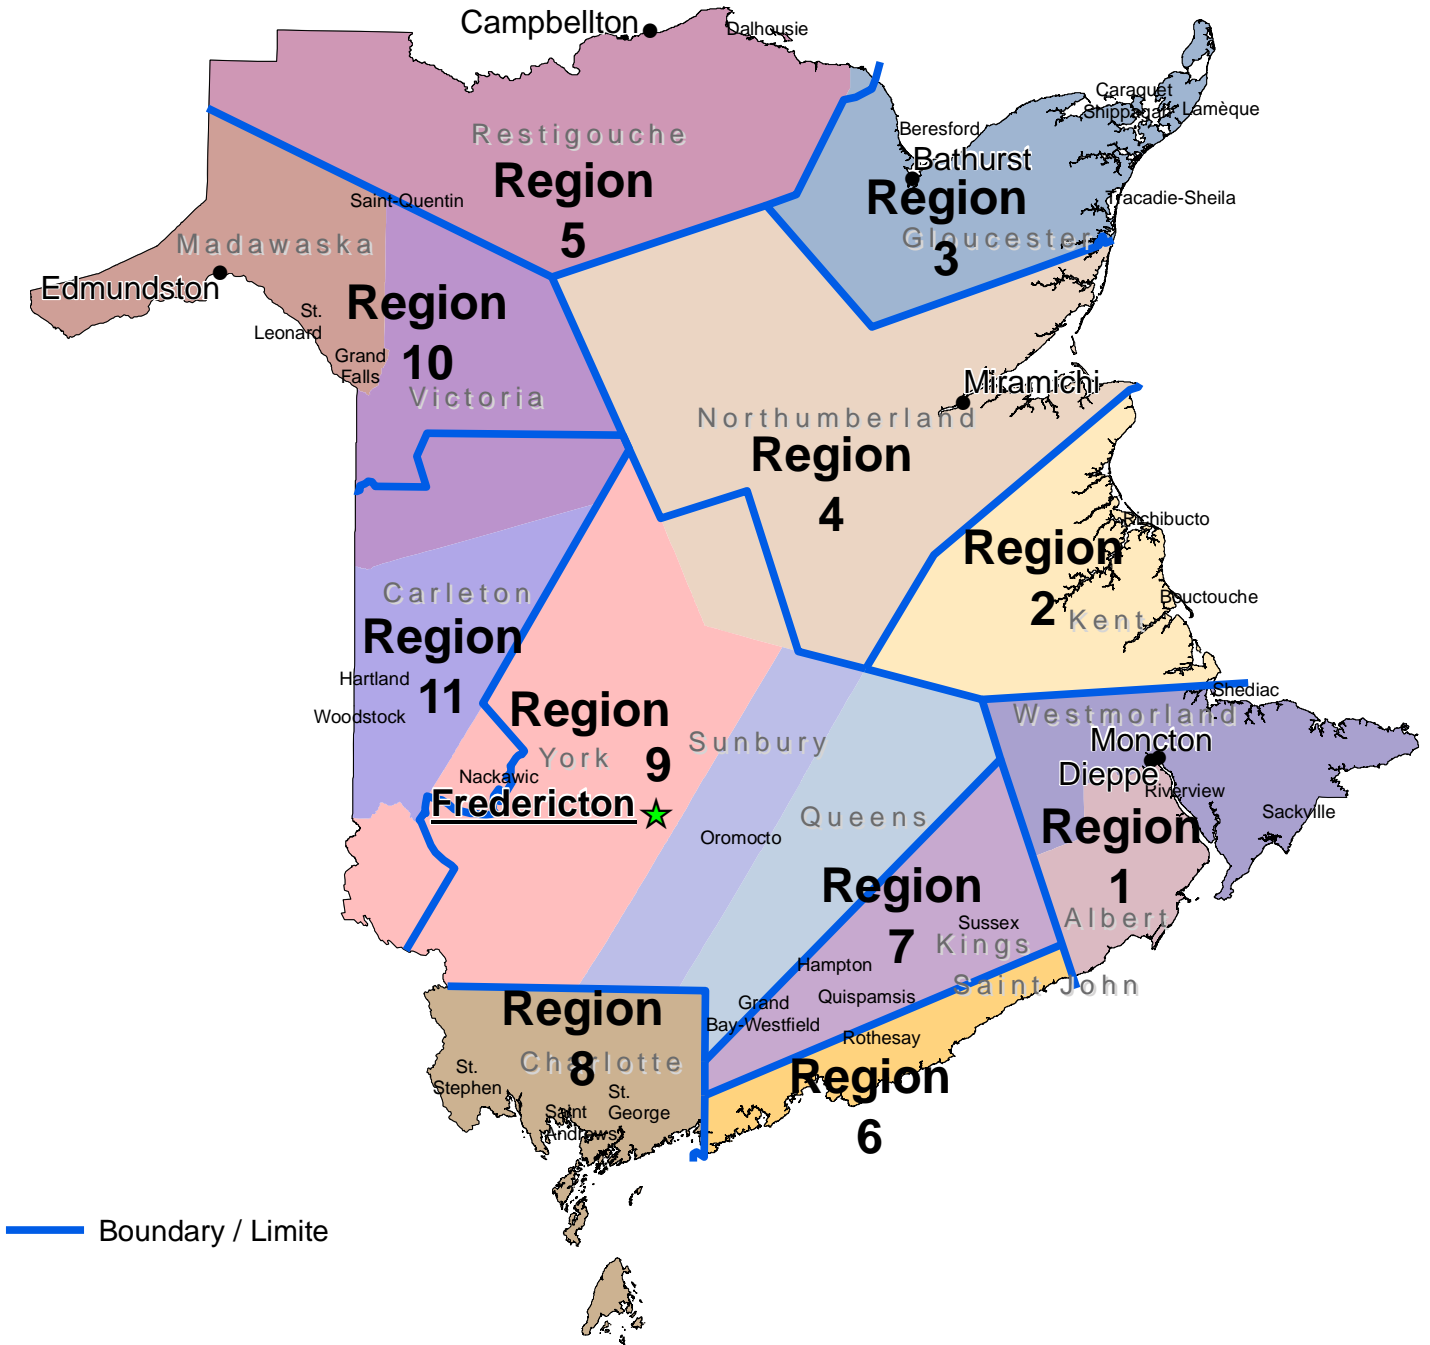 Campbellton
Dalhousie
Caraquet
Shippagan
Lamèque
Restigouche
Beresford
Bathurst
Region
5
Saint-Quentin
Region
3
Tracadie-Sheila
Gloucester
Madawaska
Edmundston
St.
Leonard
Grand
Falls
Region
10
Victoria
Miramichi
Northumberland
Region
4
Richibucto
Region
2
Bouctouche
Kent
Carleton
Region
11
Hartland
Woodstock
Region
9
York
Sunbury
Nackawic
Fredericton
Shediac
Westmorland
Moncton
Dieppe
Riverview
Sackville
Region
1
Albert
Queens
Oromocto
Region
7
Sussex
Kings
Hampton
Quispamsis
Grand
Bay-Westfield
Saint John
Rothesay
Region
6
Region
8
Charlotte
St.
Stephen
St.
George
Saint
Andrews
Boundary / Limite